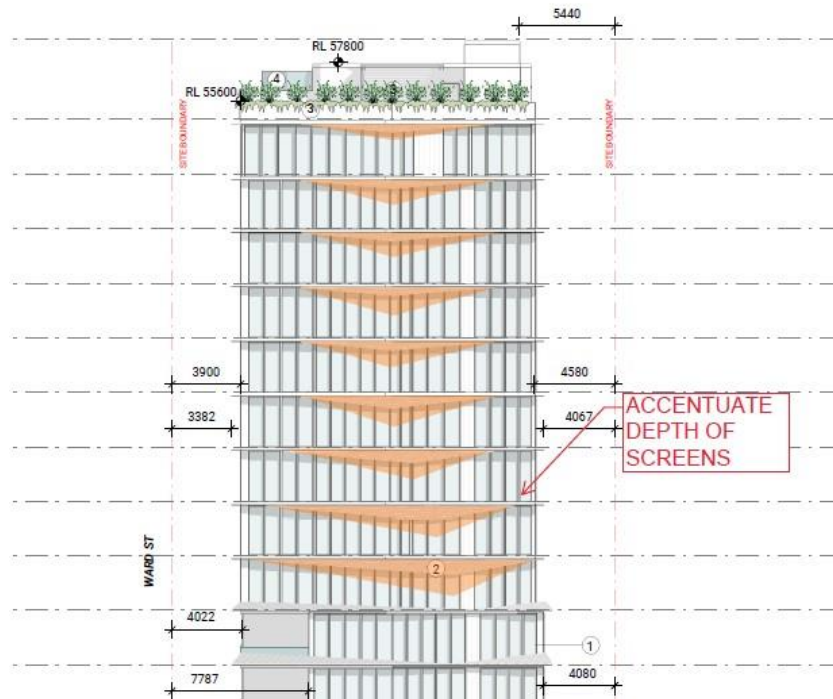 5440
RL 57800
4
RL 55600
3
SITE BOUNDARY
SITE BOUNDARY
3900
4580
3382
4067
ACCENTUATE
DEPTH OF
SCREENS
WARD ST
2
4022
1
7787
4080